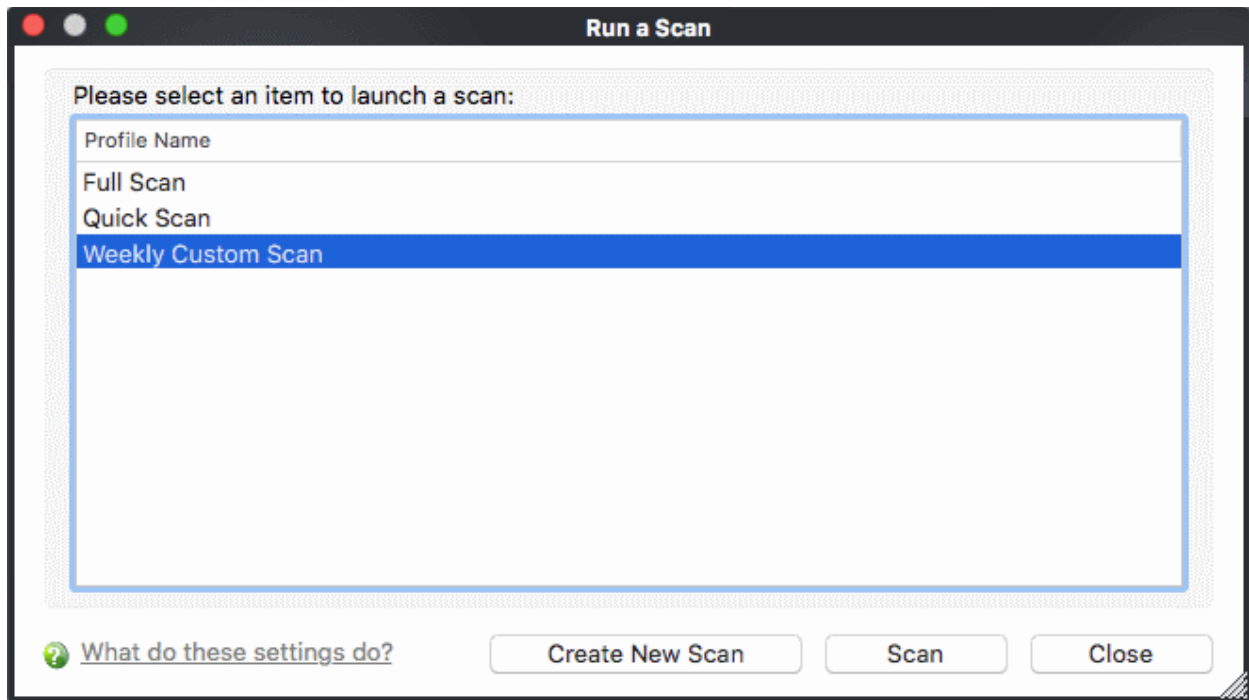 Run a Scan
Please select an item to launch a scan:
Profile Name
Full Scan
Quick Scan
Weekly Custom Scan
What do these settings do?
Create New Scan
Scan
Close